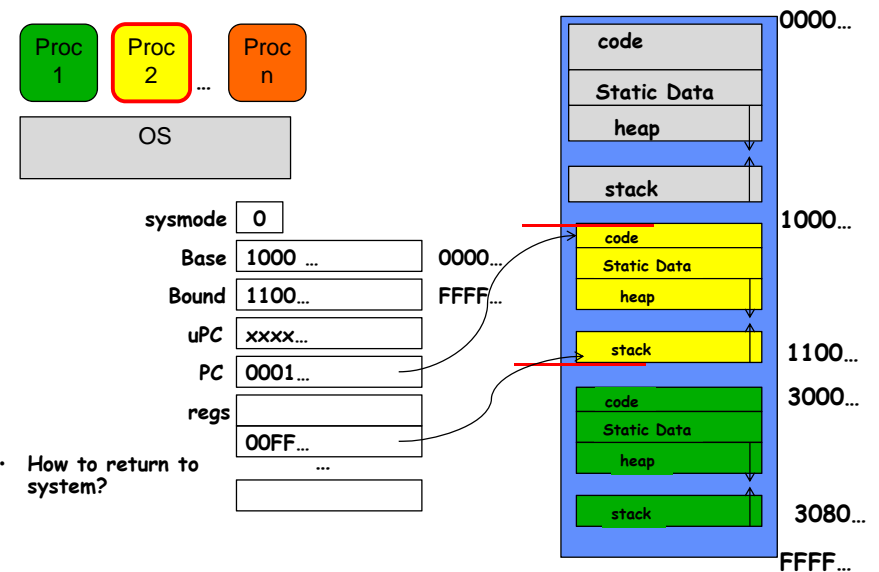 Proc
1
Proc
2
...
Proc
n
OS
sysmode 0
Base 1000 ... 0000...
Bound 1100... FFFF...
uPC xxxx...
PC 0001...
regs
00FF...
...
• How to return to
system?
0000...
code
Static Data
heap
stack
1000...
code
Static Data
heap
stack
1100...
3000...
code
Static Data
heap
stack
3080...
FFFF...